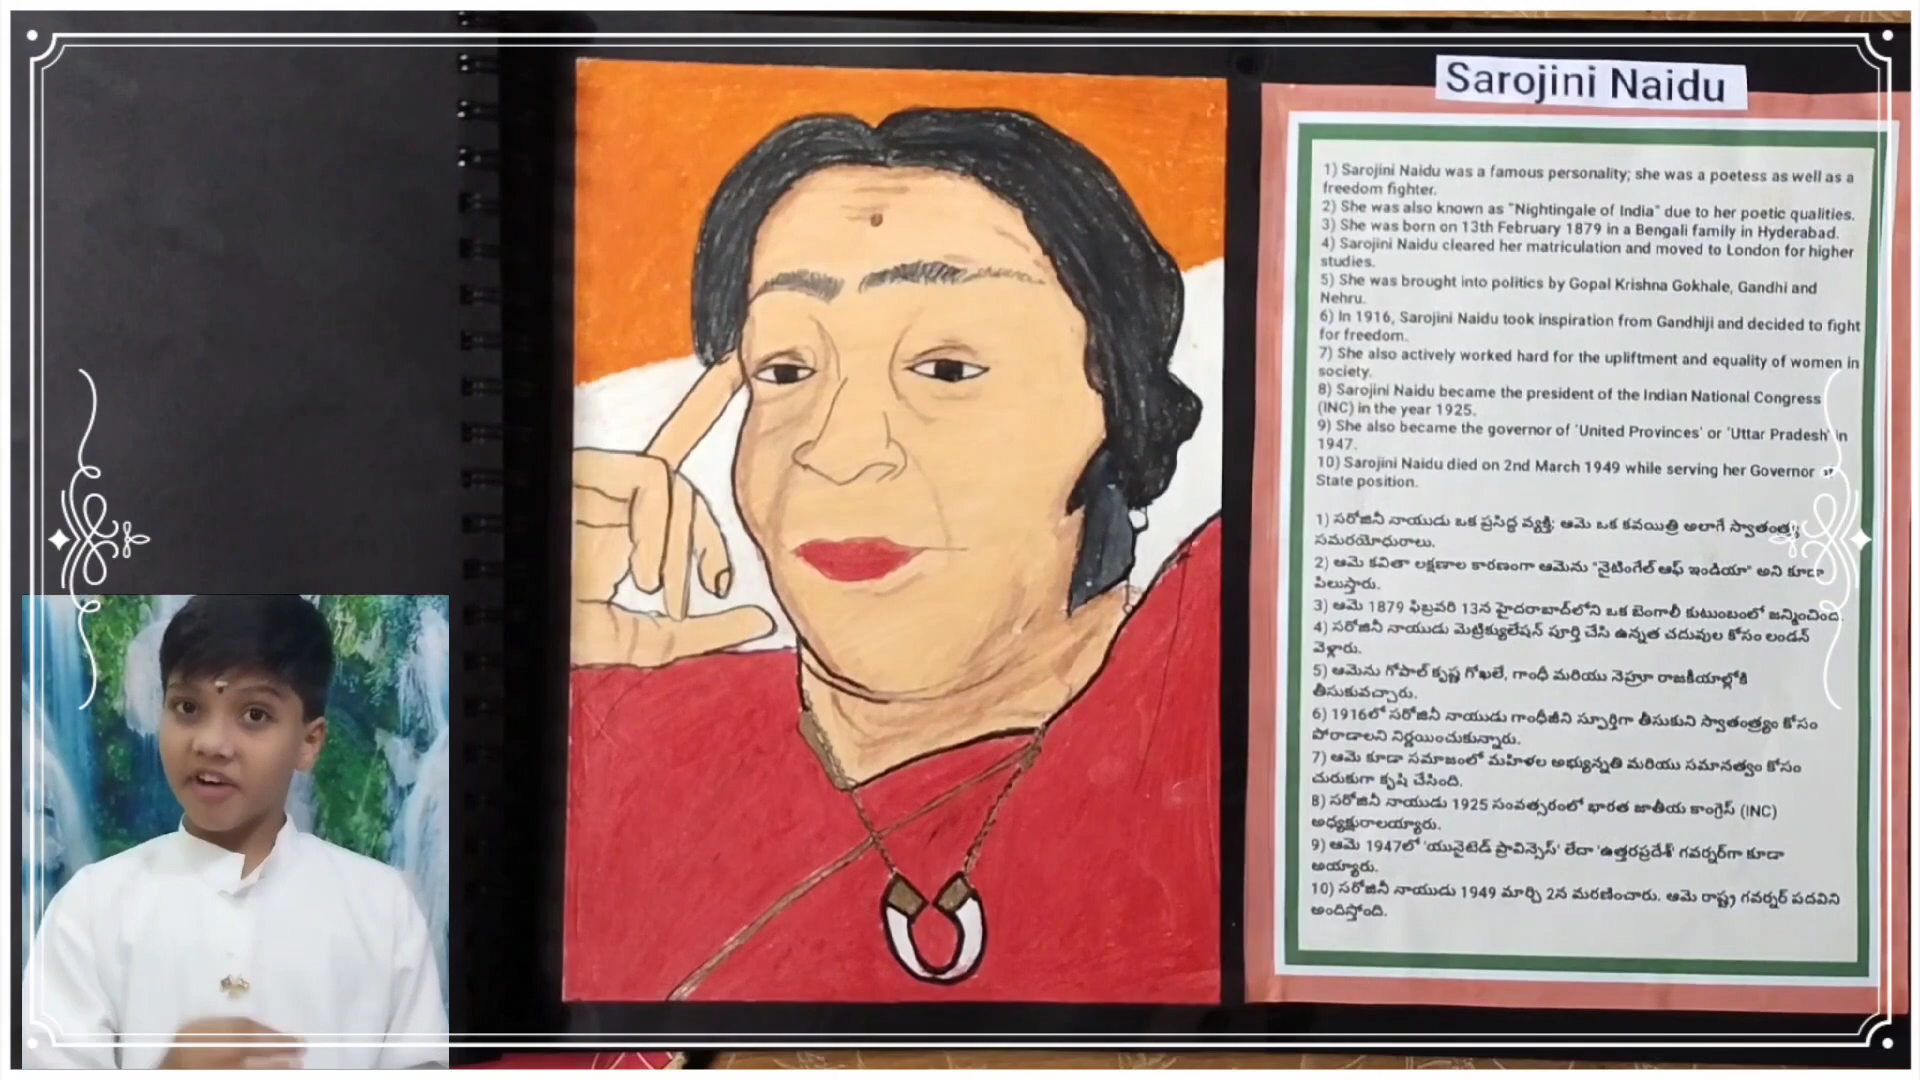 Sarojini Naidu
1) Sarojini Naidu was a famous personality; she was a poetess as well as a
freedom fighter.
2) She was also known as "Nightingale of India" due to her poetic qualities.
3) She was born on 13th February 1879 in a Bengali family in Hyderabad.
4) Sarojini Naidu cleared her matriculation and moved to London for higher
studies.
5) She was brought into politics by Gopal Krishna Gokhale, Gandhi and
Nehru.
6) In 1916, Sarojini Naidu took inspiration from Gandhiji and decided to fight
for freedom.
7) She also actively worked hard for the upliftment and equality of women in
society.
8) Sarojini Naidu became the president of the Indian National Congress
(INC) in the year 1925.
9) She also became the governor of 'United Provinces' or 'Uttar Pradesh' in
1947.
10) Sarojini Naidu died on 2nd March 1949 while serving her Governor
State position.
1) సరోజినీ నాయుడు ఒక ప్రసిద్ధ వ్యక్తి; ఆమె ఒక కవయిత్రి అలాగే స్వాతంత్ర్య
సమరయోధురాలు.
2) ఆమె కవితా లక్షణాల కారణంగా ఆమెను "నైటింగేల్ ఆఫ్ ఇండియా" అని కూడా
పిలుస్తారు.
3) ఆమె 1879 ఫిబ్రవరి 13న హైదరాబాద్‌లోని ఒక బెంగాలీ కుటుంబంలో జన్మించింది.
4) సరోజినీ నాయుడు మెట్రిక్యులేషన్ పూర్తి చేసి ఉన్నత చదువుల కోసం లండన్
వెళ్లారు.
5) ఆమెను గోపాల్ కృష్ణ గోఖలే, గాంధీ మరియు నెహ్రూ రాజకీయాల్లోకి
తీసుకువచ్చారు.
6) 1916లో సరోజినీ నాయుడు గాంధీజీని స్ఫూర్తిగా తీసుకుని స్వాతంత్ర్యం కోసం
పోరాడాలని నిర్ణయించుకున్నారు.
7) ఆమె కూడా సమాజంలో మహిళల అభ్యున్నతి మరియు సమానత్వం కోసం
చురుకుగా కృషి చేసింది.
8) సరోజినీ నాయుడు 1925 సంవత్సరంలో భారత జాతీయ కాంగ్రెస్ (INC)
అధ్యక్షురాలయ్యారు.
9) ఆమె 1947లో 'యునైటెడ్ ప్రావిన్సెస్' లేదా 'ఉత్తరప్రదేశ్' గవర్నర్‌గా కూడా
అయ్యారు.
10) సరోజినీ నాయుడు 1949 మార్చి 2న మరణించారు. ఆమె రాష్ట్ర గవర్నర్ పదవిని
అందిస్తోంది.